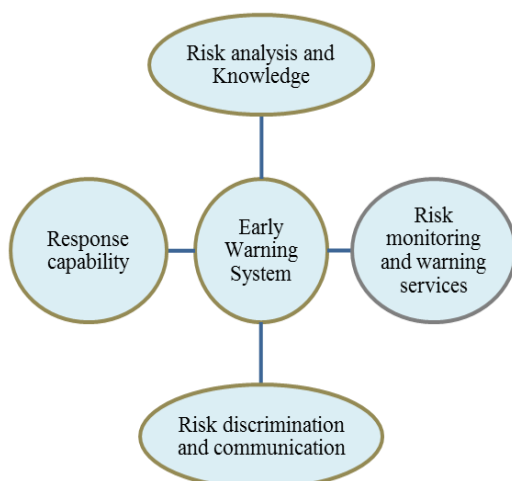 Risk analysis and
Knowledge
Response
capability
Early
Warning
System
Risk
monitoring
and warning
services
Risk discrimination
and communication